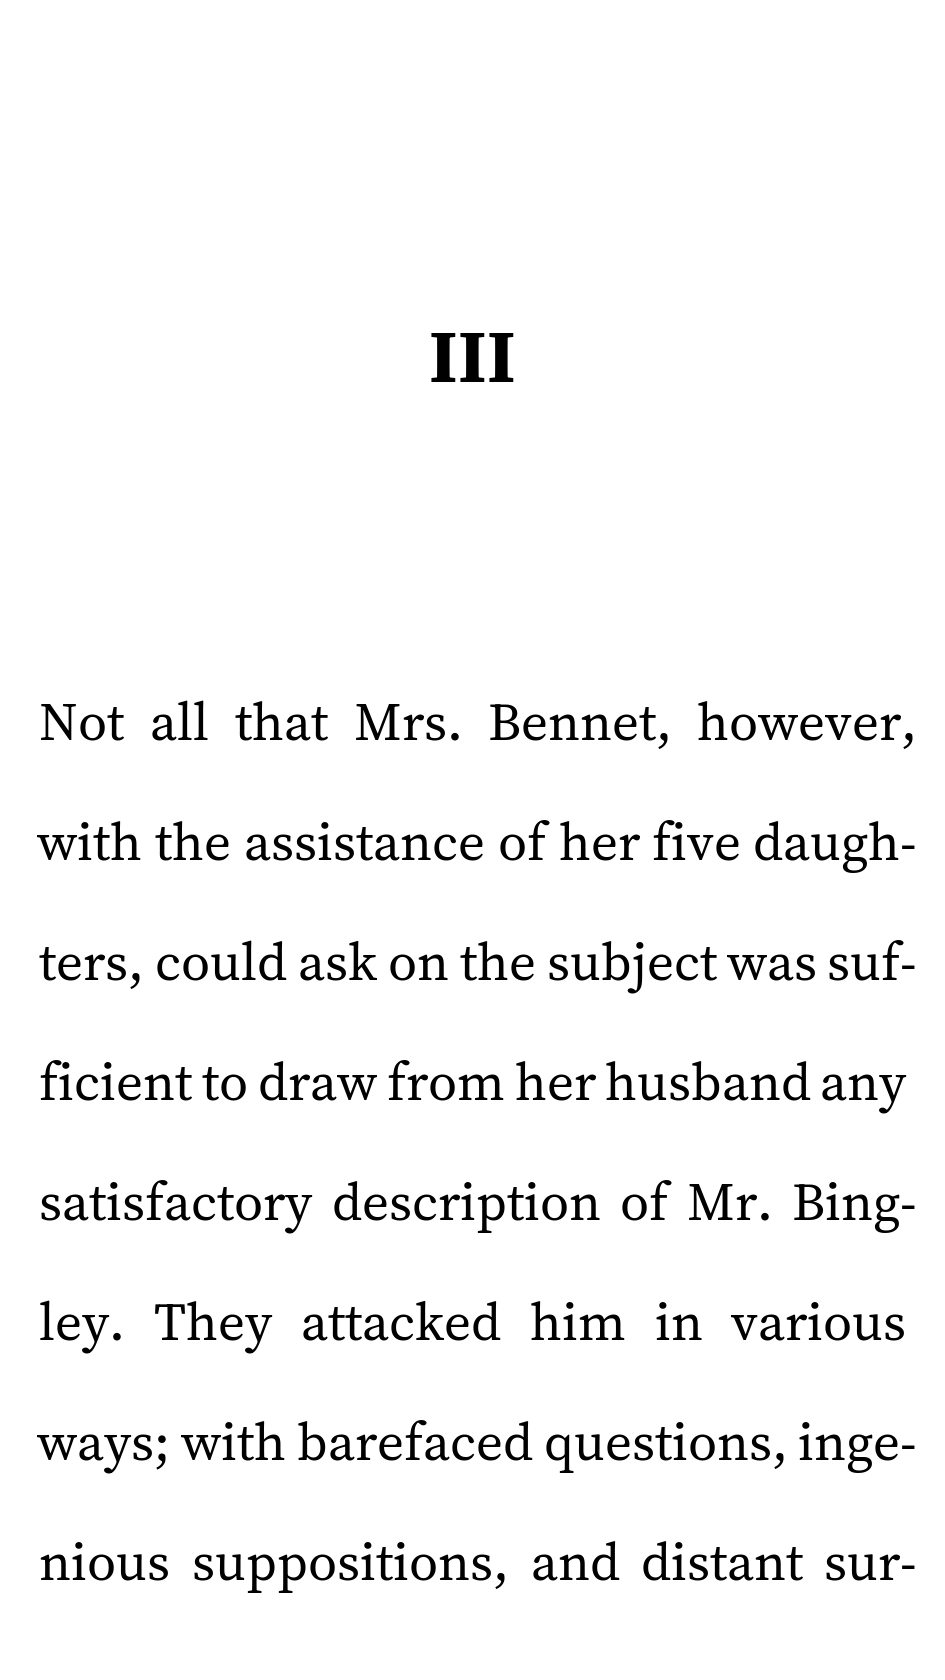 III
Not all that Mrs. Bennet, however,
with the assistance of her five daugh-
ters, could ask on the subject was suf-
ficient to draw from her husband any
satisfactory description of Mr. Bing-
ley. They attacked him in various
ways; with barefaced questions, inge-
nious suppositions, and distant sur-